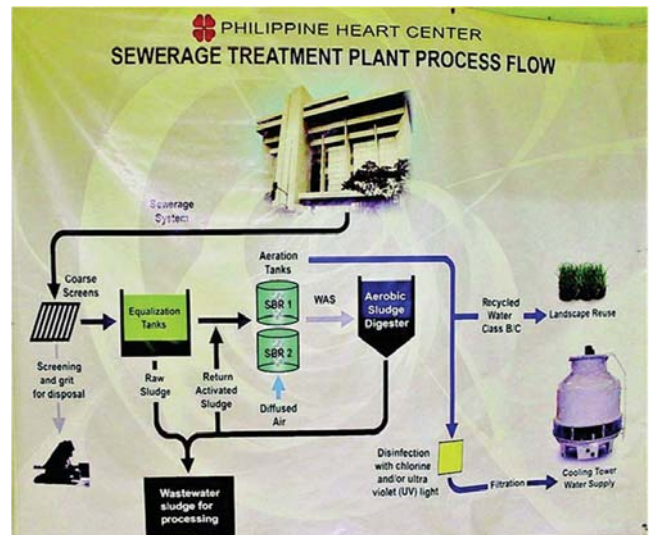 PHILIPPINE HEART CENTER
SEWERAGE TREATMENT PLANT PROCESS FLOW
Sewerage
System
Coarse
Screens
Equalization
Tanks
Screening
and grit
for disposal
Raw
Sludge
Return
Activated
Sludge
Aeration
Tanks
SBR 1
SBR 2
Diffused
Air
WAS
Aerobic
Sludge
Digester
Wastewater
sludge for
processing
Recycled
Water
Class B/C
Landscape Reuse
Disinfection
with chlorine
and/or ultra
violet (UV) light
Filtration
Cooling Tower
Water Supply